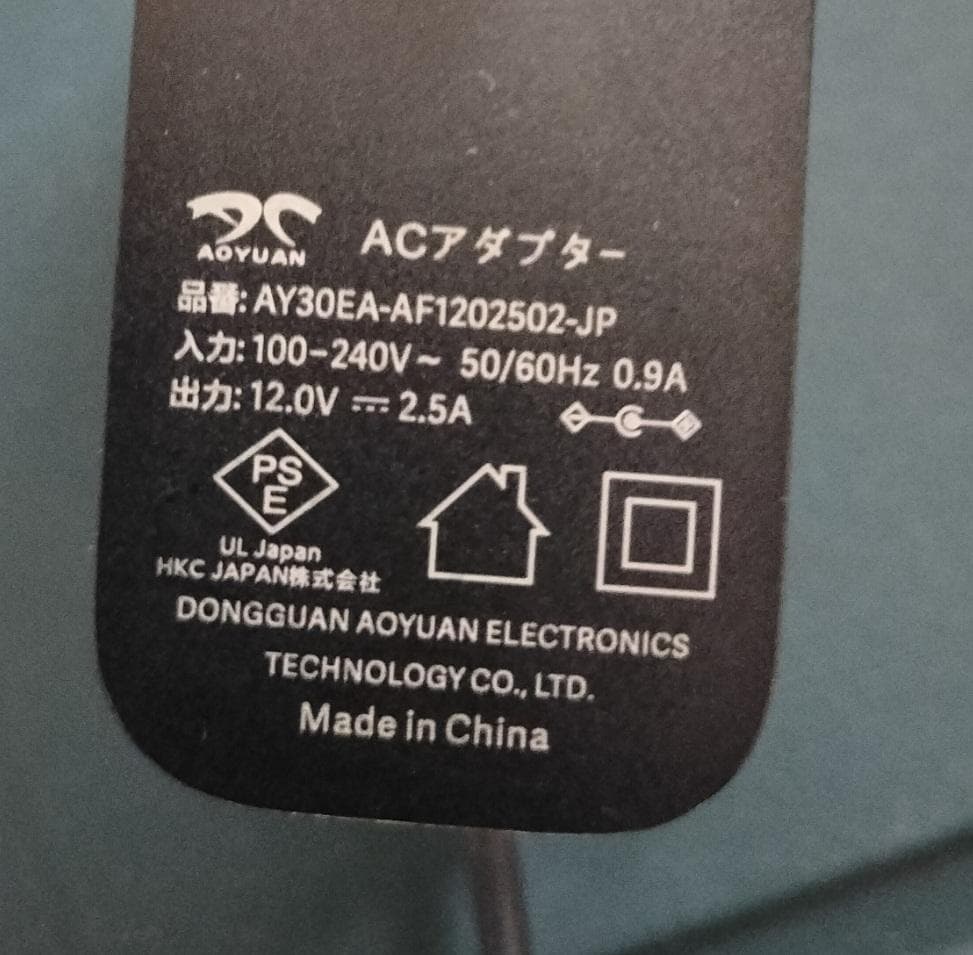 AOYUAN
ACアダプター
品番: AY30EA-AF1202502-JP
入力: 100-240V~ 50/60Hz 0.9A
出力: 12.0V ⎓ 2.5A
PS
E
UL Japan
HKC JAPAN株式会社
DONGGUAN AOYUAN ELECTRONICS
TECHNOLOGY CO., LTD.
Made in China